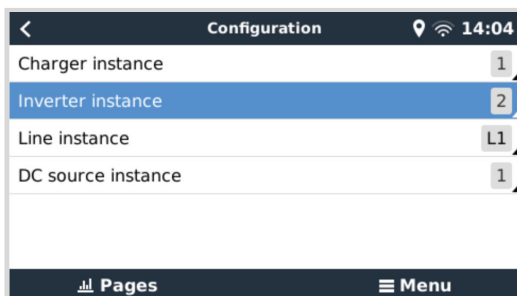 Configuration 14:04
Charger instance 1
Inverter instance 2
Line instance L1
DC source instance 1
Pages Menu